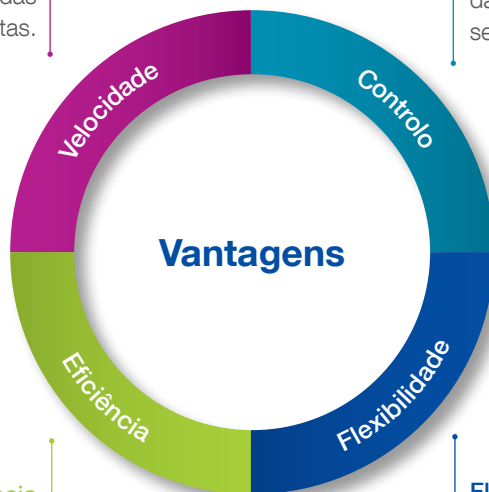 das
tas.
da
se
Velocidade
Controlo
Vantagens
Eficiência
Flexibilidade